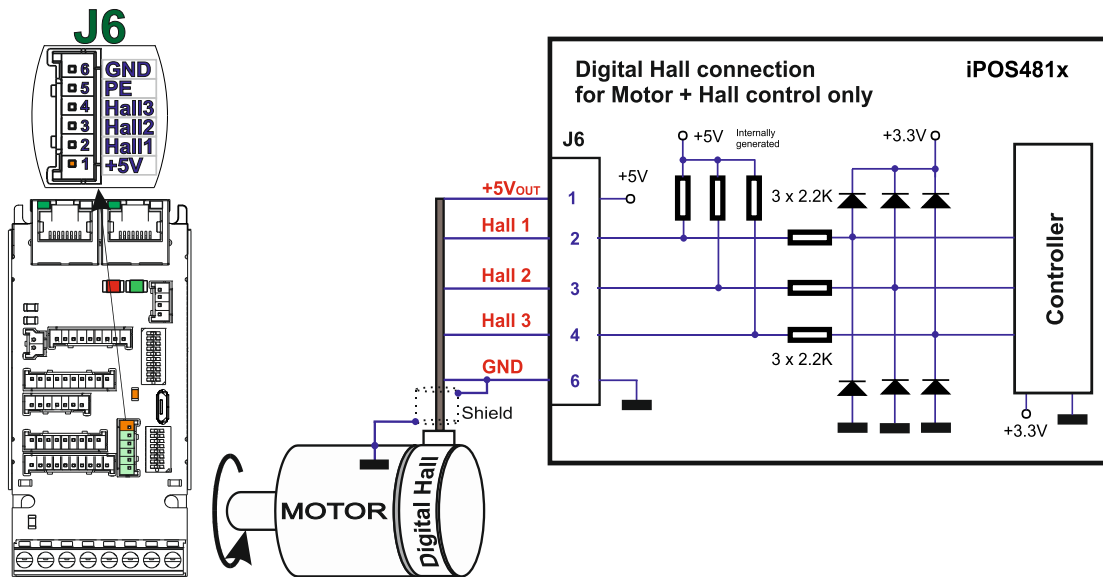 J6
6 GND
5 PE
4 Hall3
3 Hall2
2 Hall1
1 +5V
Digital Hall connection
for Motor + Hall control only
iPOS481x
J6
+5V
Internally
generated
+3.3V
+5VOUT
1
+5V
3 x 2.2K
Hall 1
2
Hall 2
3
Hall 3
4
3 x 2.2K
GND
6
Controller
+3.3V
Shield
MOTOR
Digital Hall